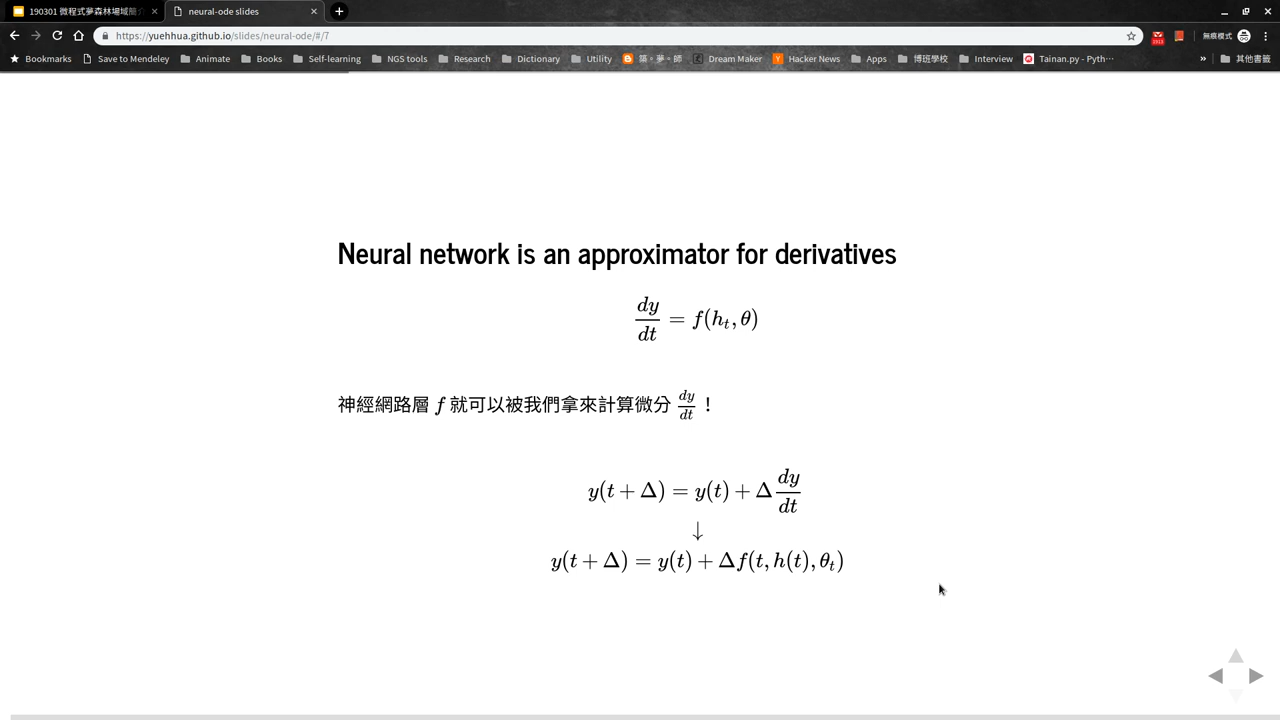 190301 微程式夢森林場域簡
neural-ode slides
https://yuehhua.github.io/slides/neural-ode/#/7
無痕模式
Bookmarks Save to Mendeley Animate Books Self-learning NGS tools Research Dictionary Utility 築。夢。師 Dream Maker Hacker News Apps 博班學校 Interview Tainan.py - Pyth… » 其他書籤
Neural network is an approximator for derivatives
dy/dt = f(h_t, θ)
神經網路層 f 就可以被我們拿來計算微分 dy/dt !
y(t + Δ) = y(t) + Δ dy/dt
↓
y(t + Δ) = y(t) + Δf(t, h(t), θ_t)